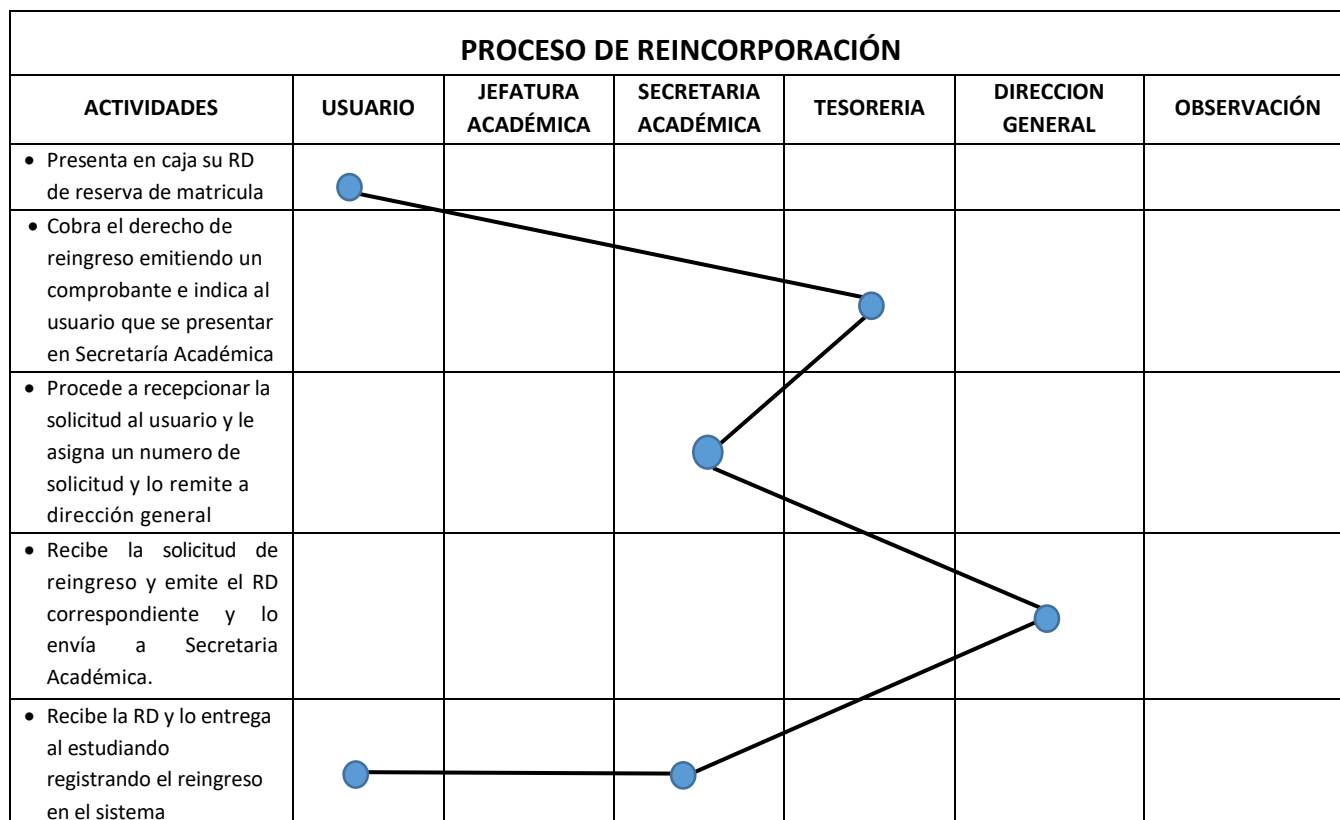 PROCESO DE REINCORPORACIÓN
ACTIVIDADES
USUARIO
JEFATURA
ACADÉMICA
SECRETARIA
ACADÉMICA
TESORERIA
DIRECCION
GENERAL
OBSERVACIÓN
• Presenta en caja su RD
de reserva de matricula
• Cobra el derecho de
reingreso emitiendo un
comprobante e indica al
usuario que se presentar
en Secretaría Académica
• Procede a recepcionar la
solicitud al usuario y le
asigna un numero de
solicitud y lo remite a
dirección general
• Recibe la solicitud de
reingreso y emite el RD
correspondiente y lo
envía a Secretaria
Académica.
• Recibe la RD y lo entrega
al estudiando
registrando el reingreso
en el sistema